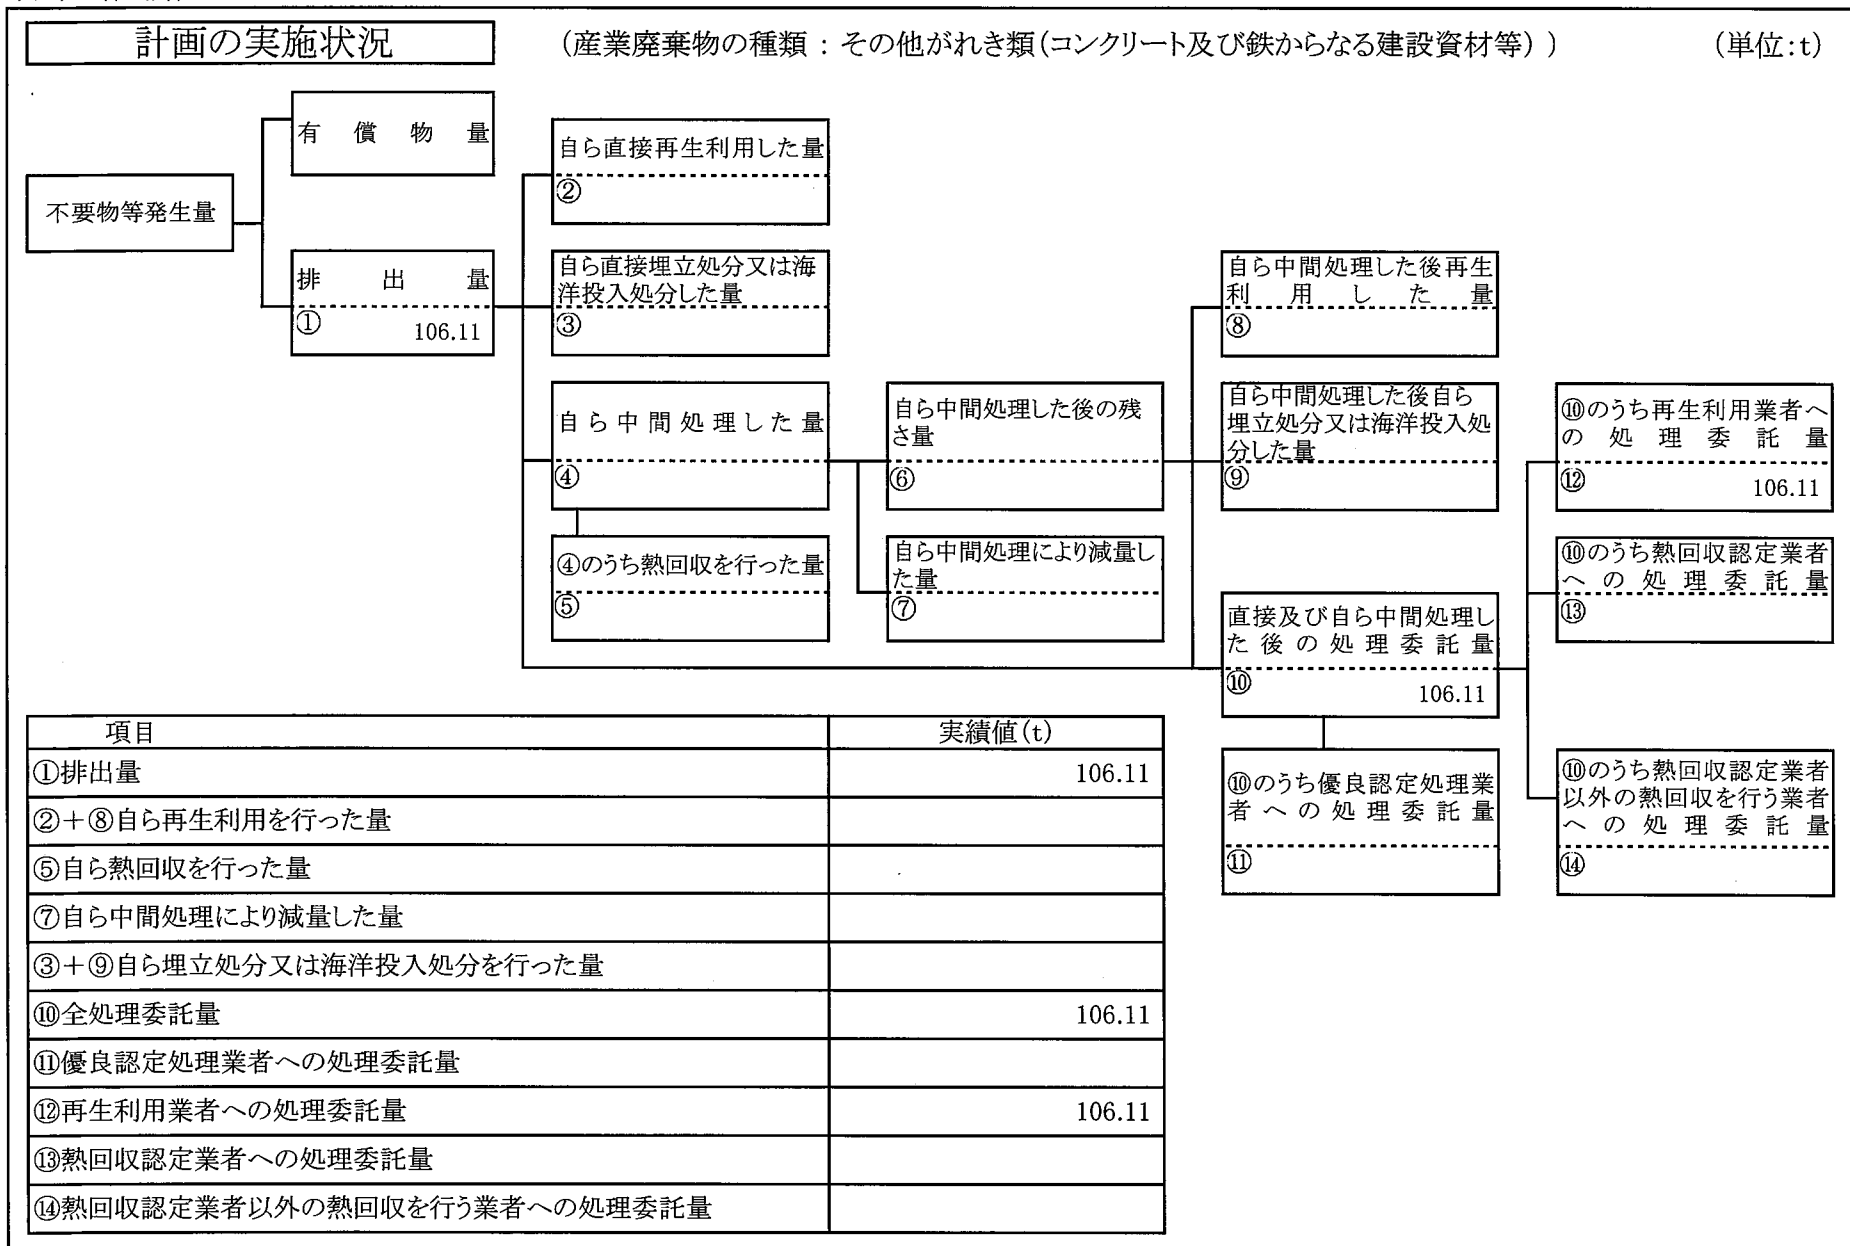 計画の実施状況
(産業廃棄物の種類：その他がれき類(コンクリート及び鉄からなる建設資材等))
(単位:t)
不要物等発生量
有償物量
排出量
①
106.11
自ら直接再生利用した量
②
自ら直接埋立処分又は海
洋投入処分した量
③
自ら中間処理した量
④
④のうち熱回収を行った量
⑤
自ら中間処理した後の残
さ量
⑥
自ら中間処理により減量し
た量
⑦
自ら中間処理した後再生
利用した量
⑧
自ら中間処理した後自ら
埋立処分又は海洋投入処
分した量
⑨
直接及び自ら中間処理し
た後の処理委託量
⑩
106.11
⑩のうち優良認定処理業
者への処理委託量
⑪
⑩のうち再生利用業者へ
の処理委託量
⑫
106.11
⑩のうち熱回収認定業者
への処理委託量
⑬
⑩のうち熱回収認定業者
以外の熱回収を行う業者
への処理委託量
⑭
項目 実績値(t)
①排出量 106.11
②＋⑧自ら再生利用を行った量
⑤自ら熱回収を行った量
⑦自ら中間処理により減量した量
③＋⑨自ら埋立処分又は海洋投入処分を行った量
⑩全処理委託量 106.11
⑪優良認定処理業者への処理委託量
⑫再生利用業者への処理委託量 106.11
⑬熱回収認定業者への処理委託量
⑭熱回収認定業者以外の熱回収を行う業者への処理委託量